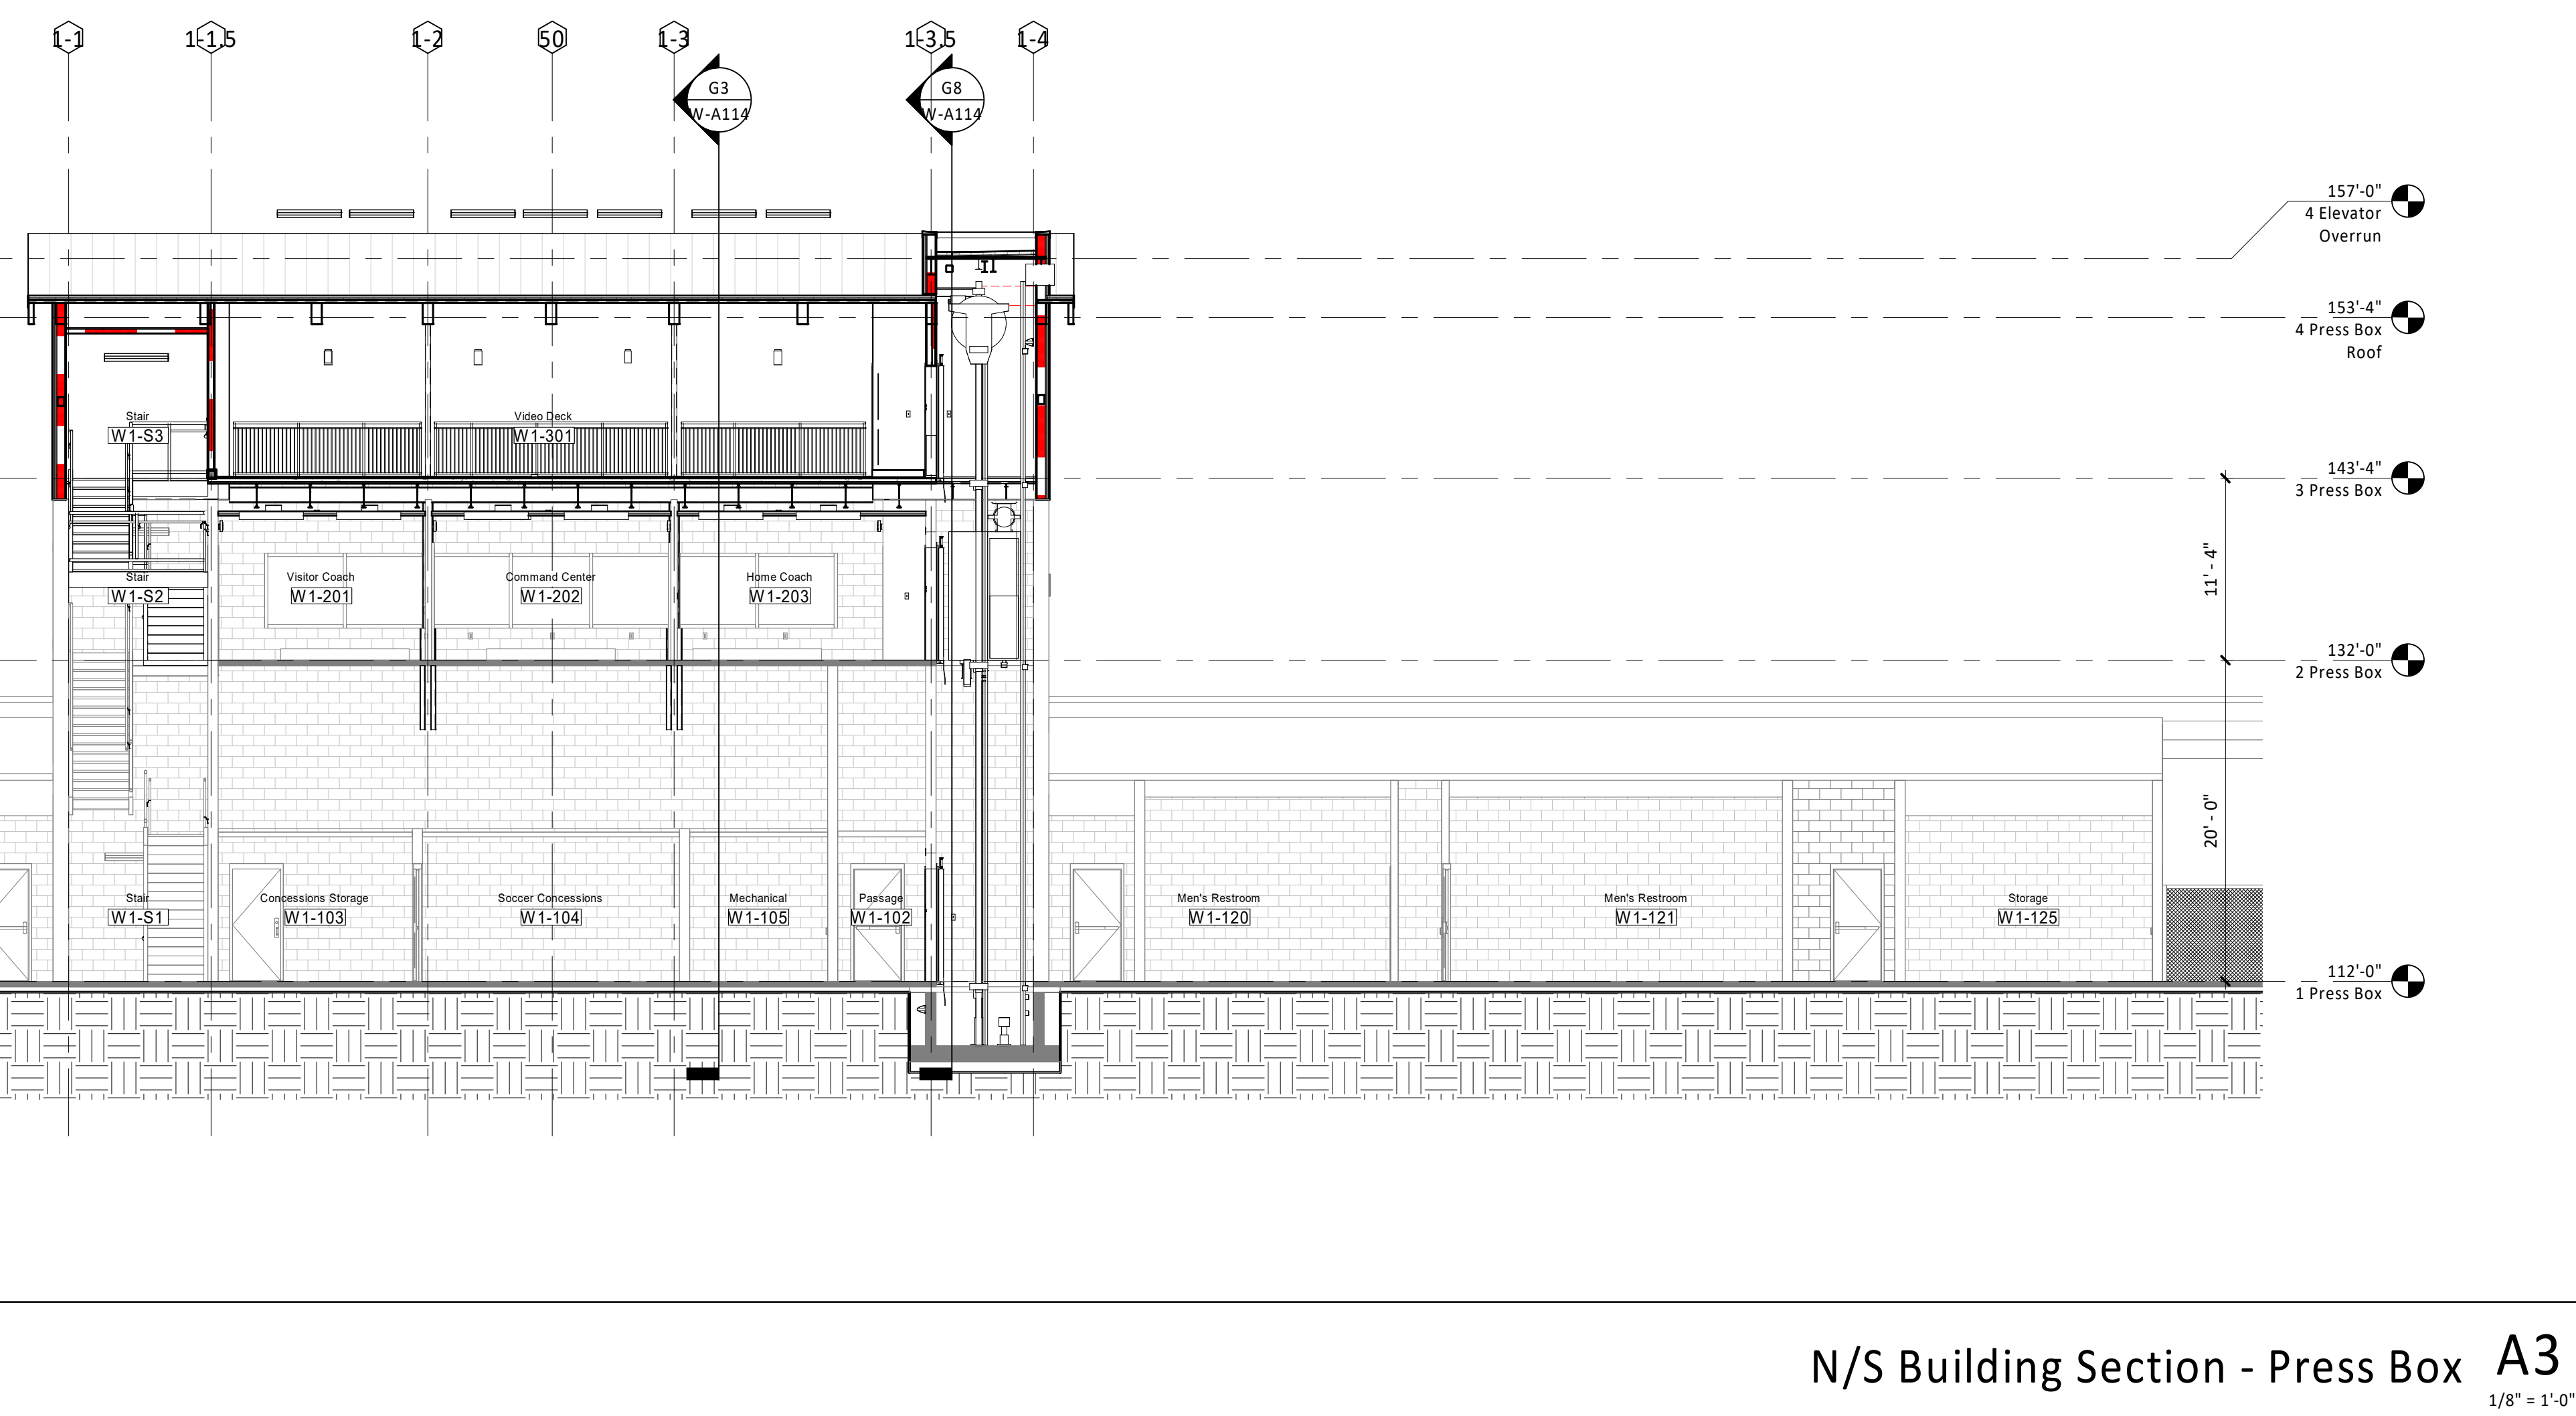 1-1
1-1.5
1-2
50
1-3
1-3.5
1-4
G3
W-A114
G8
W-A114
157'-0"
4 Elevator
Overrun
153'-4"
4 Press Box
Roof
Stair
W1-S3
Video Deck
W1-301
143'-4"
3 Press Box
11' - 4"
Stair
W1-S2
Visitor Coach
W1-201
Command Center
W1-202
Home Coach
W1-203
132'-0"
2 Press Box
20' - 0"
Stair
W1-S1
Concessions Storage
W1-103
Soccer Concessions
W1-104
Mechanical
W1-105
Passage
W1-102
Men's Restroom
W1-120
Men's Restroom
W1-121
Storage
W1-125
112'-0"
1 Press Box
N/S Building Section - Press Box
A3
1/8" = 1'-0"